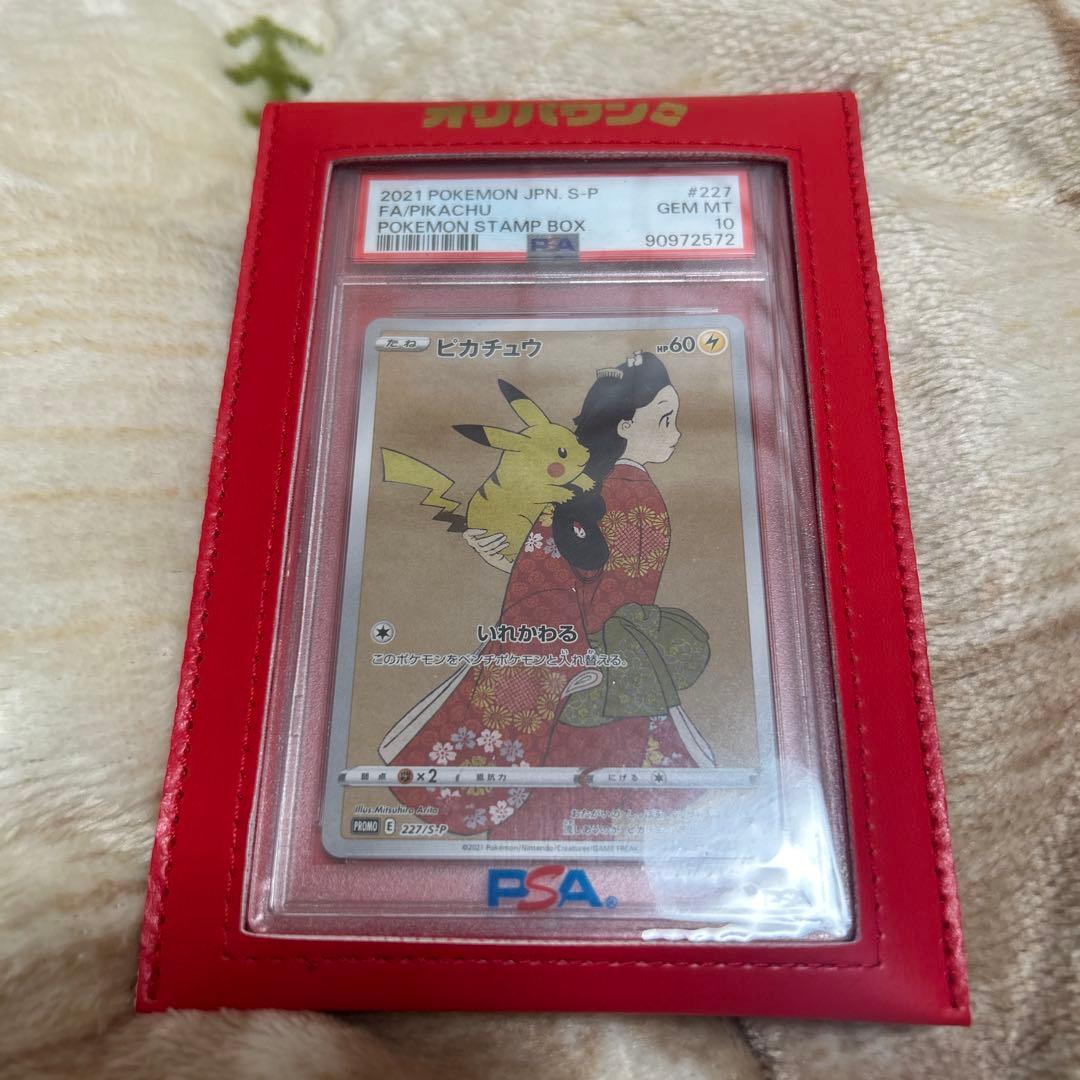 オリパワン
2021 POKEMON JPN. S-P #227
FA/PIKACHU GEM MT
POKEMON STAMP BOX 10
PSA 90972572
たね ピカチュウ HP60
いれかわる
このポケモンをベンチポケモンと入れ替える。
弱点 ×2 抵抗力 にげる
Illus. Mitsuhiro Arita
PROMO E 227/S-P
©2021 Pokémon/Nintendo/Creatures/GAME FREAK
PSA®